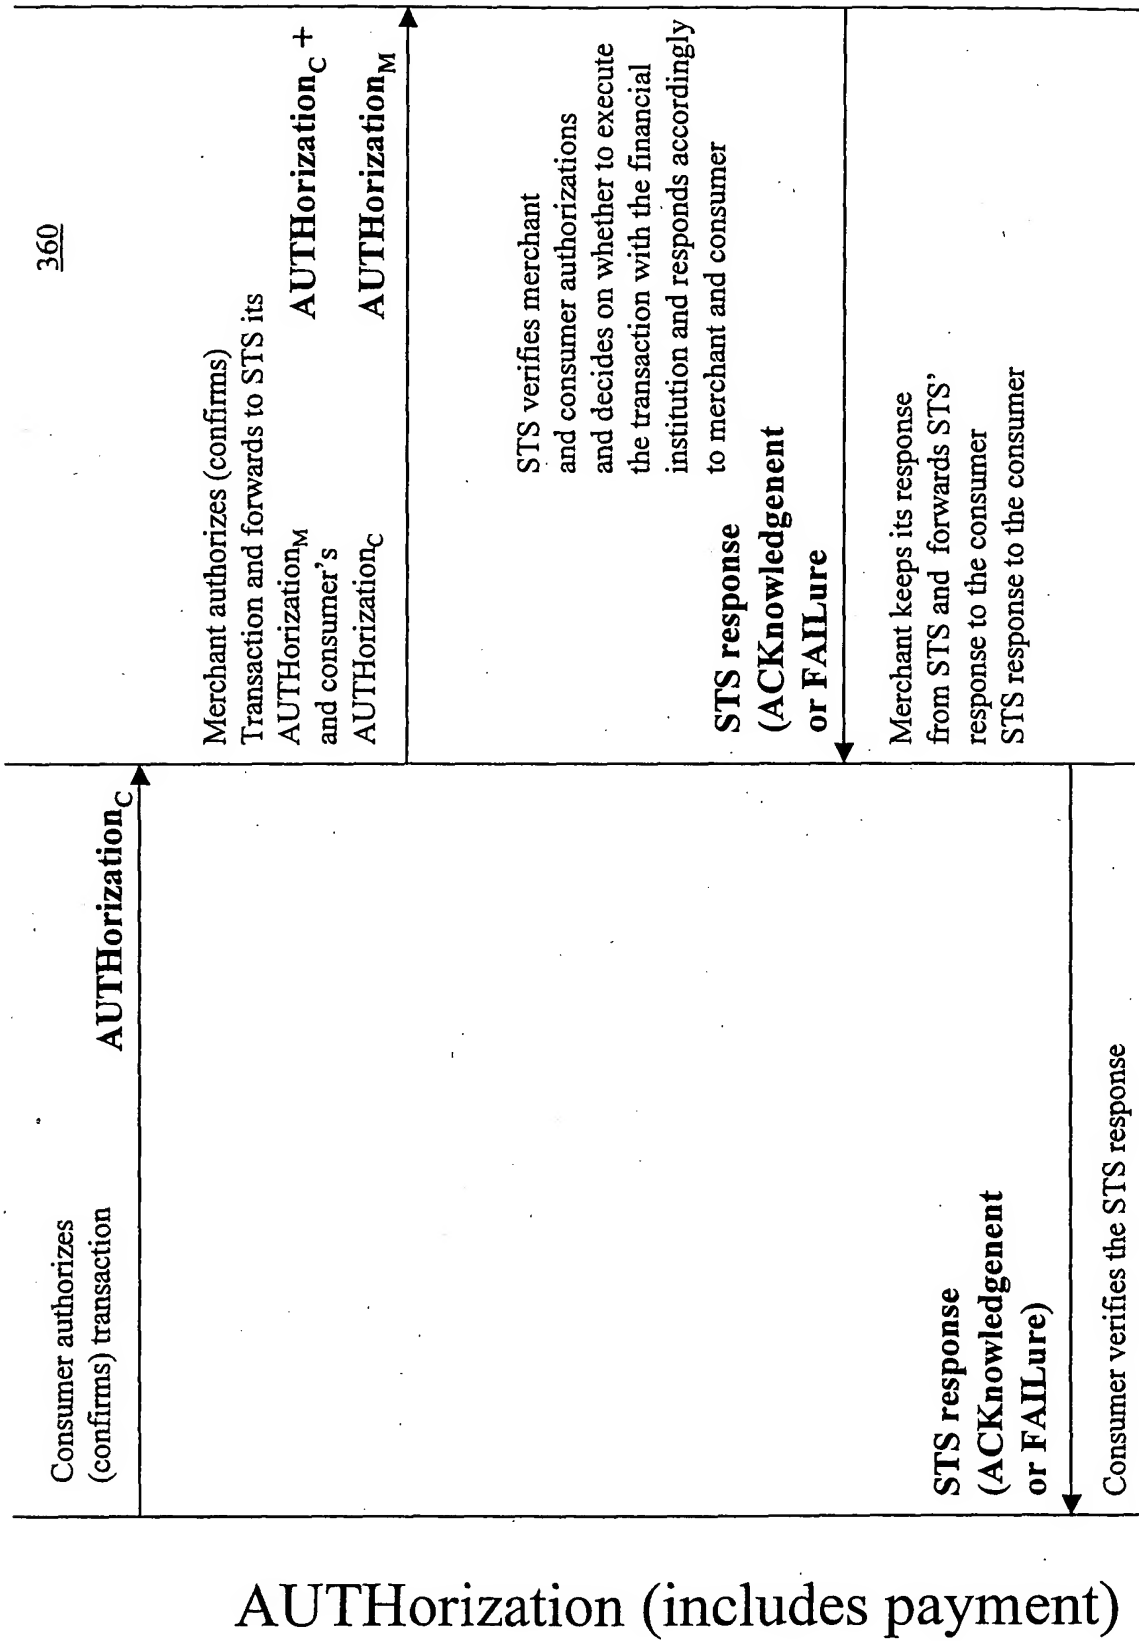 360
Consumer authorizes
(confirms) transaction
AUTHorization_C
Merchant authorizes (confirms)
Transaction and forwards to STS its
AUTHorization_M
and consumer's
AUTHorization_C
AUTHorization_C +
AUTHorization_M
STS verifies merchant
and consumer authorizations
and decides on whether to execute
the transaction with the financial
institution and responds accordingly
to merchant and consumer
STS response
(ACKnowledgenent
or FAILure
Merchant keeps its response
from STS and forwards STS'
response to the consumer
STS response to the consumer
STS response
(ACKnowledgenent
or FAILure)
Consumer verifies the STS response
AUTHorization (includes payment)